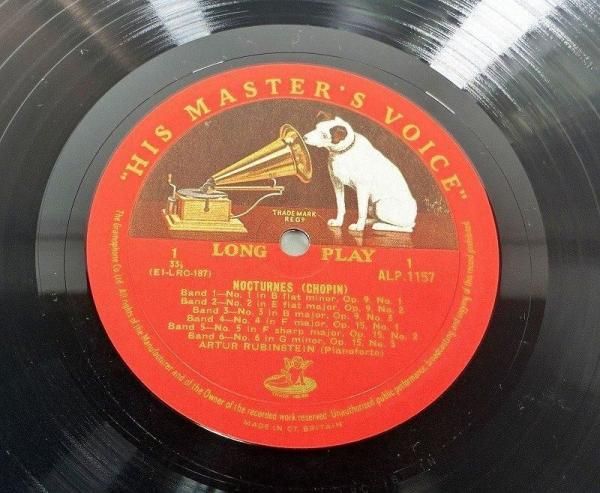 "HIS MASTER'S VOICE"
TRADEMARK
REGD
1 LONG PLAY 1
33⅓
(EI-LRC-187) ALP.1157
NOCTURNES (CHOPIN)
Band 1—No. 1 in B flat minor, Op. 9, No. 1
Band 2—No. 2 in E flat major, Op. 9, No. 2
Band 3—No. 3 in B major, Op. 9, No. 3
Band 4—No. 4 in F major, Op. 15, No. 1
Band 5—No. 5 in F sharp major, Op. 15, No. 2
Band 6—No. 6 in G minor, Op. 15, No. 3
ARTUR RUBINSTEIN (Pianoforte)
The Gramophone Co Ltd. All rights of the Manufacturer and of the Owner of the recorded work reserved. Unauthorised public performance, broadcasting and copying of this record prohibited.
MADE IN GT. BRITAIN